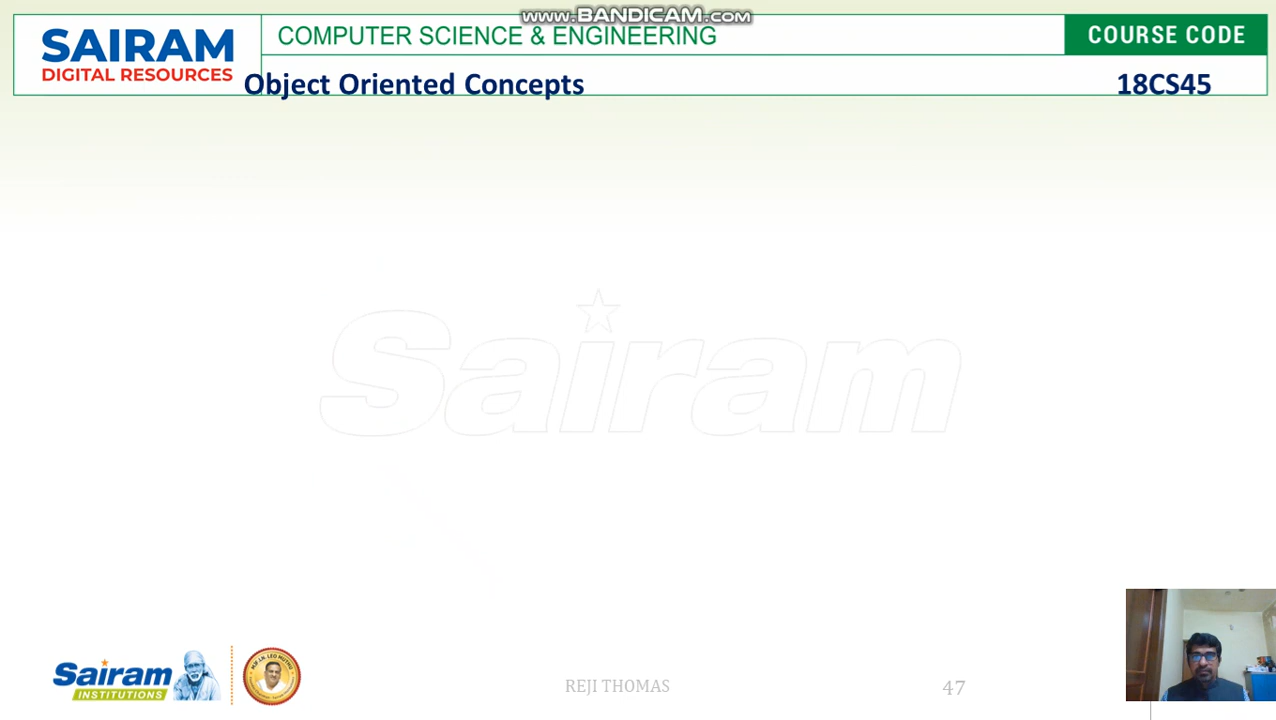 www.BANDICAM.com
SAIRAM
DIGITAL RESOURCES
COMPUTER SCIENCE & ENGINEERING
COURSE CODE
Object Oriented Concepts
18CS45
Sairam
Sairam
INSTITUTIONS
REJI THOMAS
47